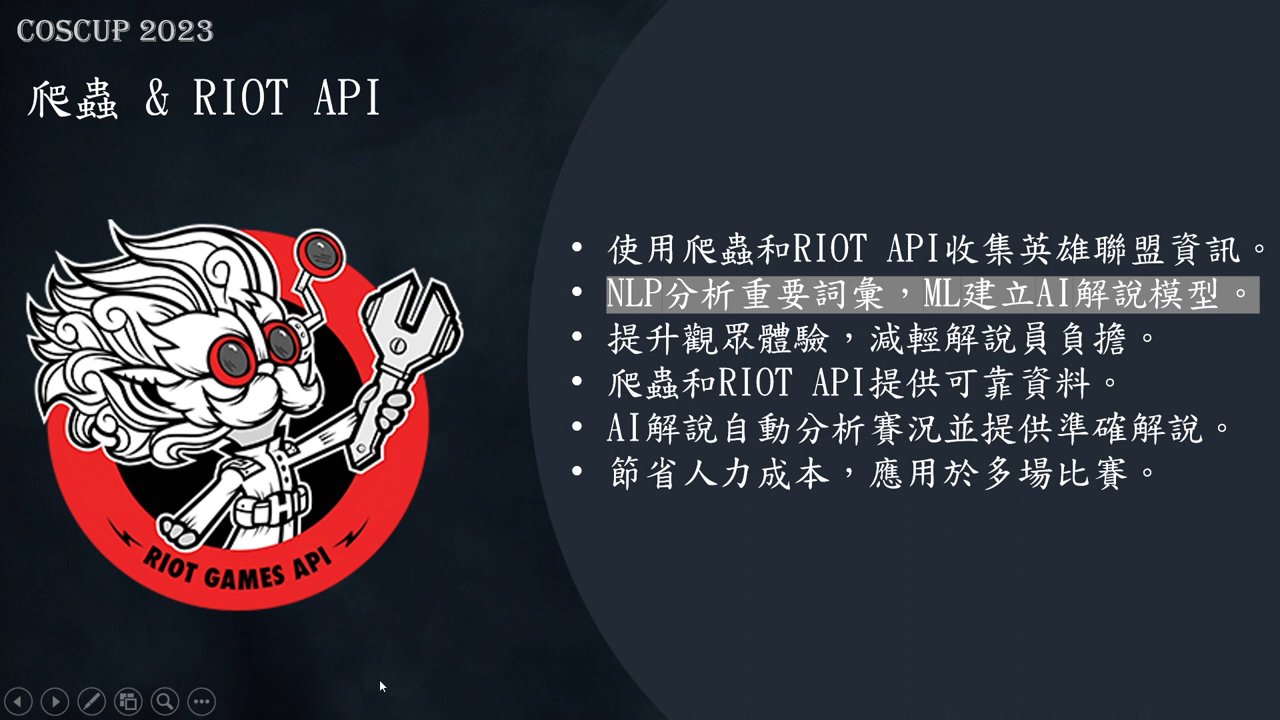 COSCUP 2023
爬蟲 & RIOT API
• 使用爬蟲和RIOT API收集英雄聯盟資訊。
• NLP分析重要詞彙，ML建立AI解說模型。
• 提升觀眾體驗，減輕解說員負擔。
• 爬蟲和RIOT API提供可靠資料。
• AI解說自動分析賽況並提供準確解說。
• 節省人力成本，應用於多場比賽。
RIOT GAMES API